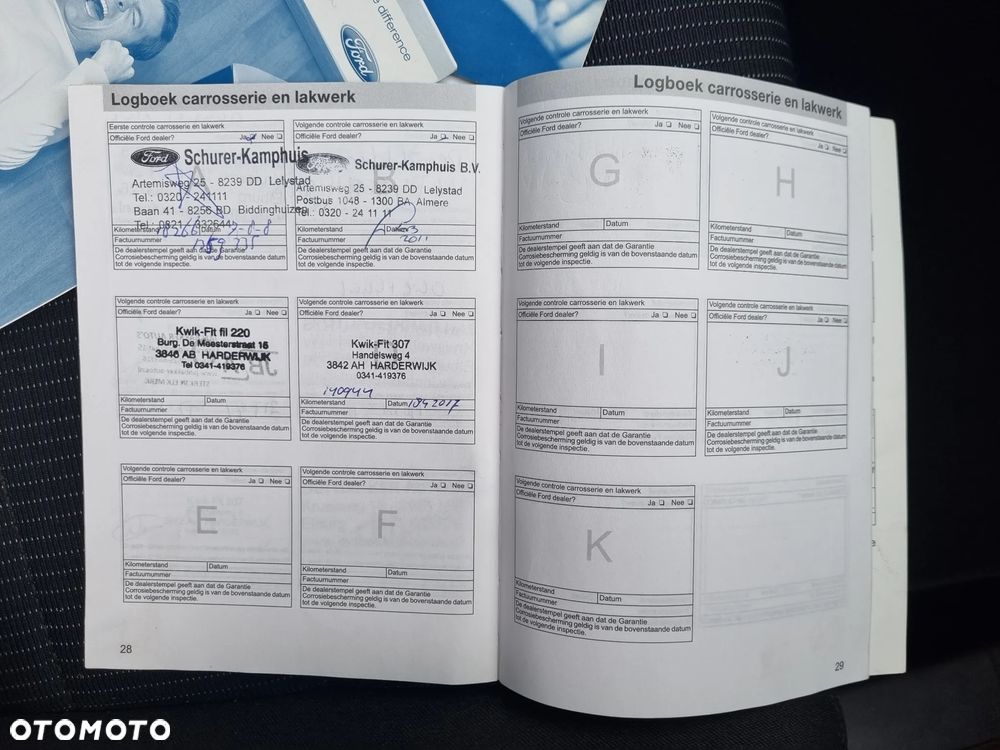 e difference
Ford
Logboek carrosserie en lakwerk
Eerste controle carrosserie en lakwerk
Officiële Ford dealer? Ja Nee
Ford Schurer-Kamphuis
Artemisweg 25 - 8239 DD Lelystad
Tel.: 0320 - 241111
Baan 41 - 8256 BD Biddinghuizen
Kilometerstand Datum
Factuurnummer
De dealerstempel geeft aan dat de Garantie
Corrosiebescherming geldig is van de bovenstaande datum
tot de volgende inspectie.
Volgende controle carrosserie en lakwerk
Officiële Ford dealer? Ja Nee
B
Schurer-Kamphuis B.V.
Artemisweg 25 - 8239 DD Lelystad
Postbus 1048 - 1300 BA Almere
Tel.: 0320 - 24 11 11
Kilometerstand Datum
2011
Factuurnummer
De dealerstempel geeft aan dat de Garantie
Corrosiebescherming geldig is van de bovenstaande datum
tot de volgende inspectie.
Volgende controle carrosserie en lakwerk
Officiële Ford dealer? Ja Nee
Kwik-Fit fil 220
Burg. De Meesterstraat 16
3846 AB HARDERWIJK
Tel 0341-419376
Kilometerstand Datum
Factuurnummer
De dealerstempel geeft aan dat de Garantie
Corrosiebescherming geldig is van de bovenstaande datum
tot de volgende inspectie.
Volgende controle carrosserie en lakwerk
Officiële Ford dealer? Ja Nee
Kwik-Fit 307
Handelsweg 4
3842 AH HARDERWIJK
0341-419376
140944
Kilometerstand Datum 2017
Factuurnummer
De dealerstempel geeft aan dat de Garantie
Corrosiebescherming geldig is van de bovenstaande datum
tot de volgende inspectie.
Volgende controle carrosserie en lakwerk
Officiële Ford dealer? Ja Nee
E
Kilometerstand Datum
Factuurnummer
De dealerstempel geeft aan dat de Garantie
Corrosiebescherming geldig is van de bovenstaande datum
tot de volgende inspectie.
Volgende controle carrosserie en lakwerk
Officiële Ford dealer? Ja Nee
F
Kilometerstand Datum
Factuurnummer
De dealerstempel geeft aan dat de Garantie
Corrosiebescherming geldig is van de bovenstaande datum
tot de volgende inspectie.
28
Logboek carrosserie en lakwerk
Volgende controle carrosserie en lakwerk
Officiële Ford dealer? Ja Nee
G
Kilometerstand Datum
Factuurnummer
De dealerstempel geeft aan dat de Garantie
Corrosiebescherming geldig is van de bovenstaande datum
tot de volgende inspectie.
Volgende controle carrosserie en lakwerk
Officiële Ford dealer? Ja Nee
H
Kilometerstand Datum
Factuurnummer
De dealerstempel geeft aan dat de Garantie
Corrosiebescherming geldig is van de bovenstaande datum
tot de volgende inspectie.
Volgende controle carrosserie en lakwerk
Officiële Ford dealer? Ja Nee
I
Kilometerstand Datum
Factuurnummer
De dealerstempel geeft aan dat de Garantie
Corrosiebescherming geldig is van de bovenstaande datum
tot de volgende inspectie.
Volgende controle carrosserie en lakwerk
Officiële Ford dealer? Ja Nee
J
Kilometerstand Datum
Factuurnummer
De dealerstempel geeft aan dat de Garantie
Corrosiebescherming geldig is van de bovenstaande datum
tot de volgende inspectie.
Volgende controle carrosserie en lakwerk
Officiële Ford dealer? Ja Nee
K
Kilometerstand Datum
Factuurnummer
De dealerstempel geeft aan dat de Garantie
Corrosiebescherming geldig is van de bovenstaande datum
tot de volgende inspectie.
29
OTOMOTO